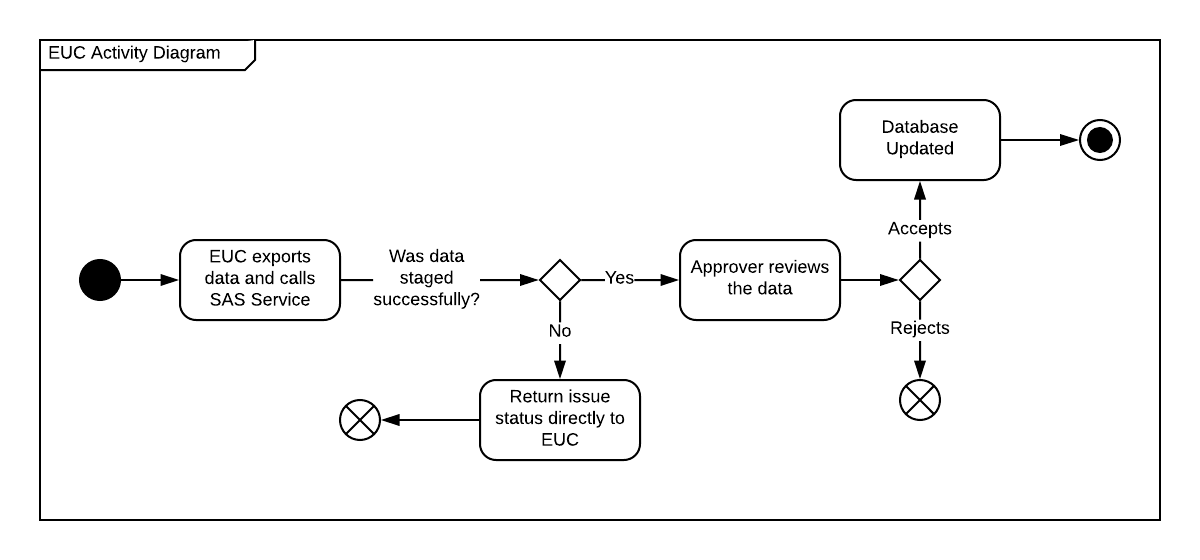 EUC Activity Diagram
Database
Updated
Accepts
EUC exports
data and calls
SAS Service
Was data
staged
successfully?
Yes
Approver reviews
the data
No
Rejects
Return issue
status directly to
EUC